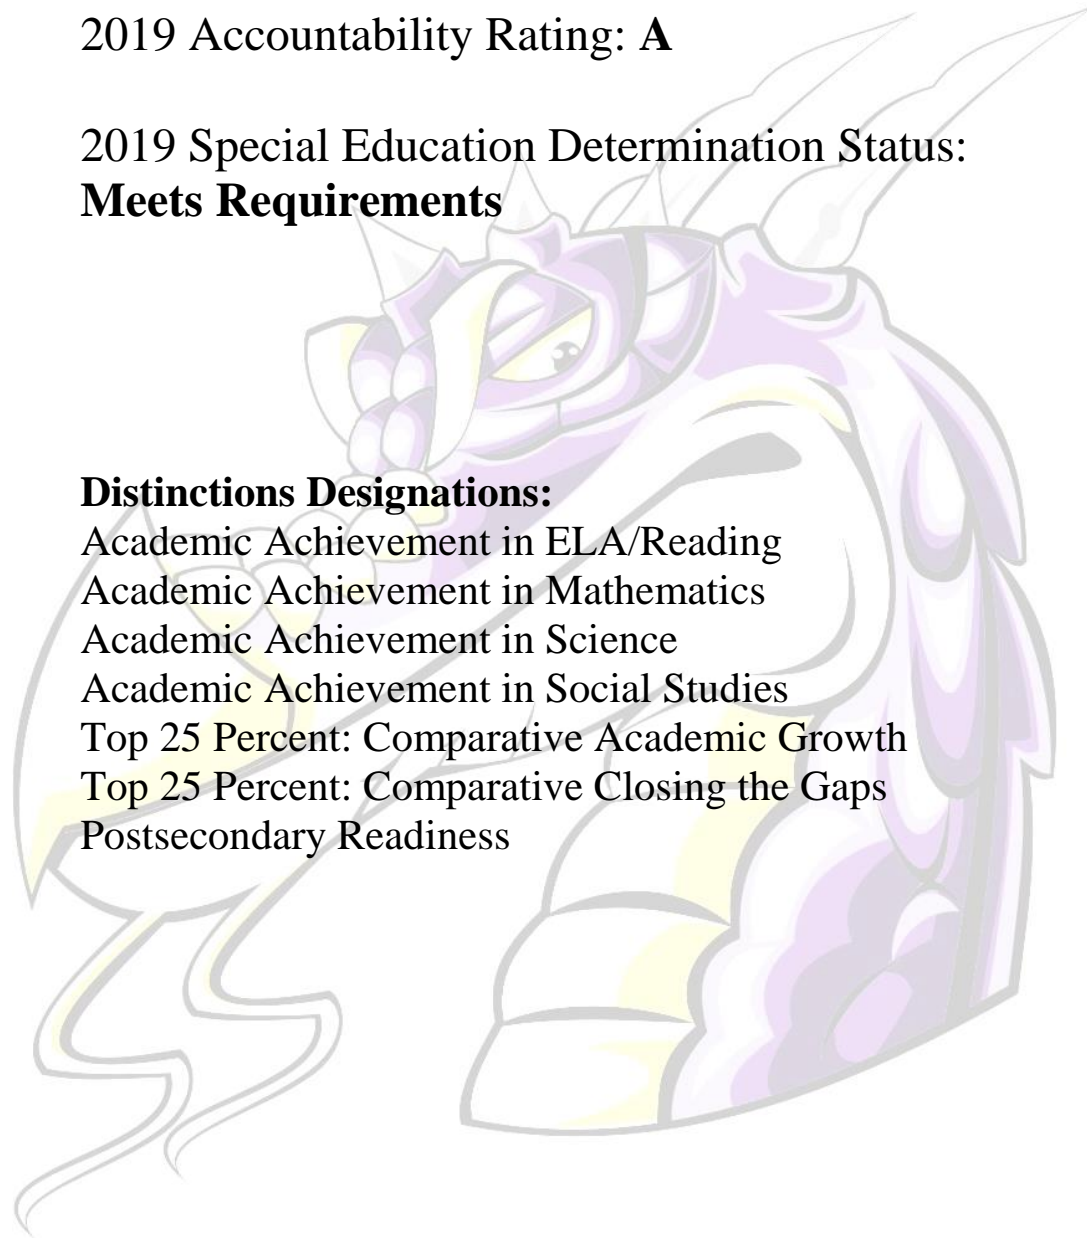 2019 Accountability Rating: A
2019 Special Education Determination Status:
Meets Requirements
Distinctions Designations:
Academic Achievement in ELA/Reading
Academic Achievement in Mathematics
Academic Achievement in Science
Academic Achievement in Social Studies
Top 25 Percent: Comparative Academic Growth
Top 25 Percent: Comparative Closing the Gaps
Postsecondary Readiness